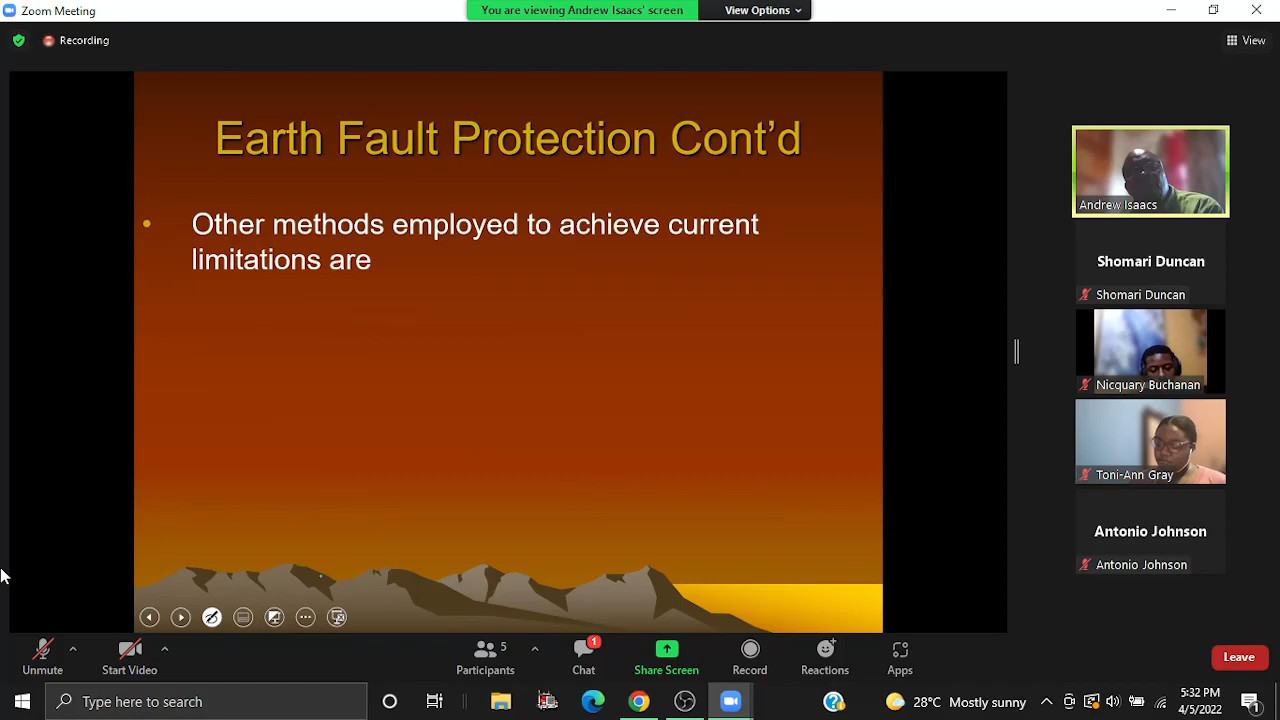 Zoom Meeting
You are viewing Andrew Isaacs' screen
View Options
Recording
View
Earth Fault Protection Cont'd
• Other methods employed to achieve current
limitations are
Andrew Isaacs
Shomari Duncan
Shomari Duncan
Nicquary Buchanan
Toni-Ann Gray
Antonio Johnson
Antonio Johnson
Unmute
Start Video
5
Participants
1
Chat
Share Screen
Record
Reactions
Apps
Leave
Type here to search
28°C Mostly sunny
5:32 PM
4/5/2022
1